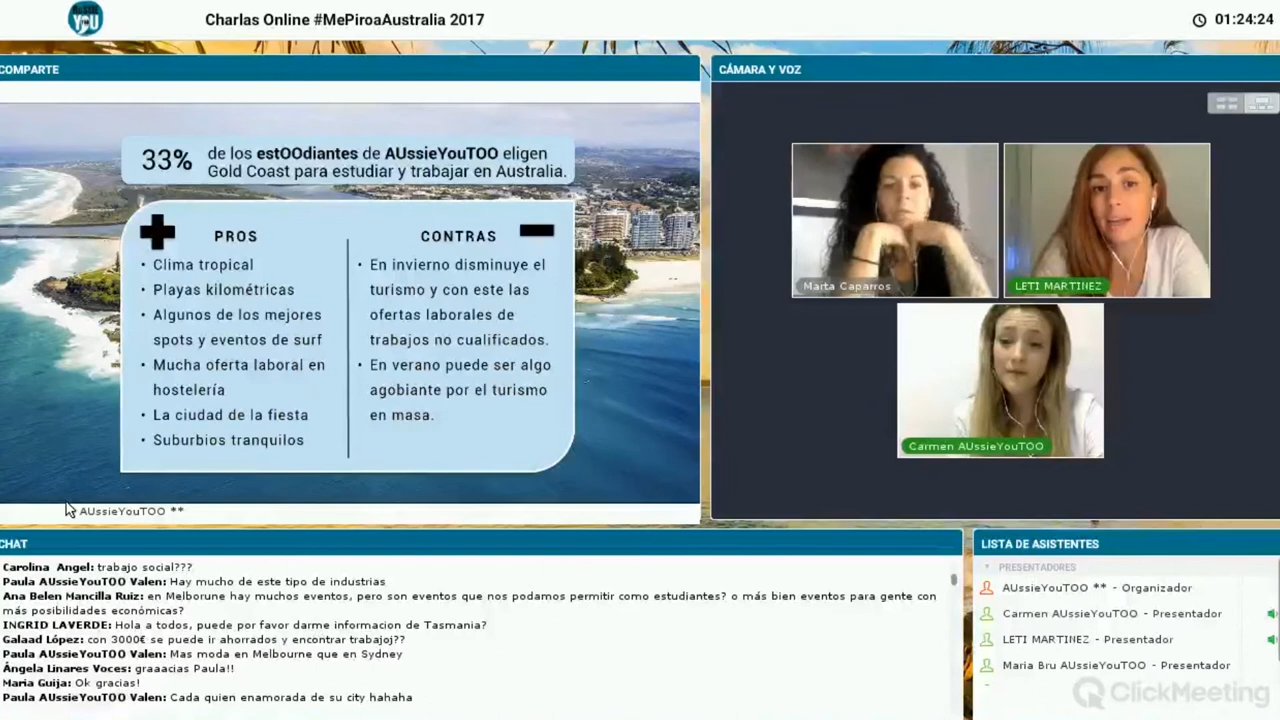 AUSSIE
YOU
Charlas Online #MePiroaAustralia 2017
01:24:24
COMPARTE
CÁMARA Y VOZ
33%
de los estOOdiantes de AUssieYouTOO eligen
Gold Coast para estudiar y trabajar en Australia.
PROS
• Clima tropical
• Playas kilométricas
• Algunos de los mejores
spots y eventos de surf
• Mucha oferta laboral en
hostelería
• La ciudad de la fiesta
• Suburbios tranquilos
CONTRAS
• En invierno disminuye el
turismo y con este las
ofertas laborales de
trabajos no cualificados.
• En verano puede ser algo
agobiante por el turismo
en masa.
Marta Caparros
LETI MARTINEZ
Carmen AUssieYouTOO
AUssieYouTOO **
CHAT
Carolina Angel: trabajo social???
Paula AUssieYouTOO Valen: Hay mucho de este tipo de industrias
Ana Belen Mancilla Ruiz: en Melborune hay muchos eventos, pero son eventos que nos podamos permitir como estudiantes? o más bien eventos para gente con
más posibilidades económicas?
INGRID LAVERDE: Hola a todos, puede por favor darme informacion de Tasmania?
Galaad López: con 3000€ se puede ir ahorrados y encontrar trabajoj??
Paula AUssieYouTOO Valen: Mas moda en Melbourne que en Sydney
Ángela Linares Voces: graaacias Paula!!
Maria Guija: Ok gracias!
Paula AUssieYouTOO Valen: Cada quien enamorada de su city hahaha
LISTA DE ASISTENTES
PRESENTADORES
AUssieYouTOO ** - Organizador
Carmen AUssieYouTOO - Presentador
LETI MARTINEZ - Presentador
Maria Bru AUssieYouTOO - Presentador
ClickMeeting